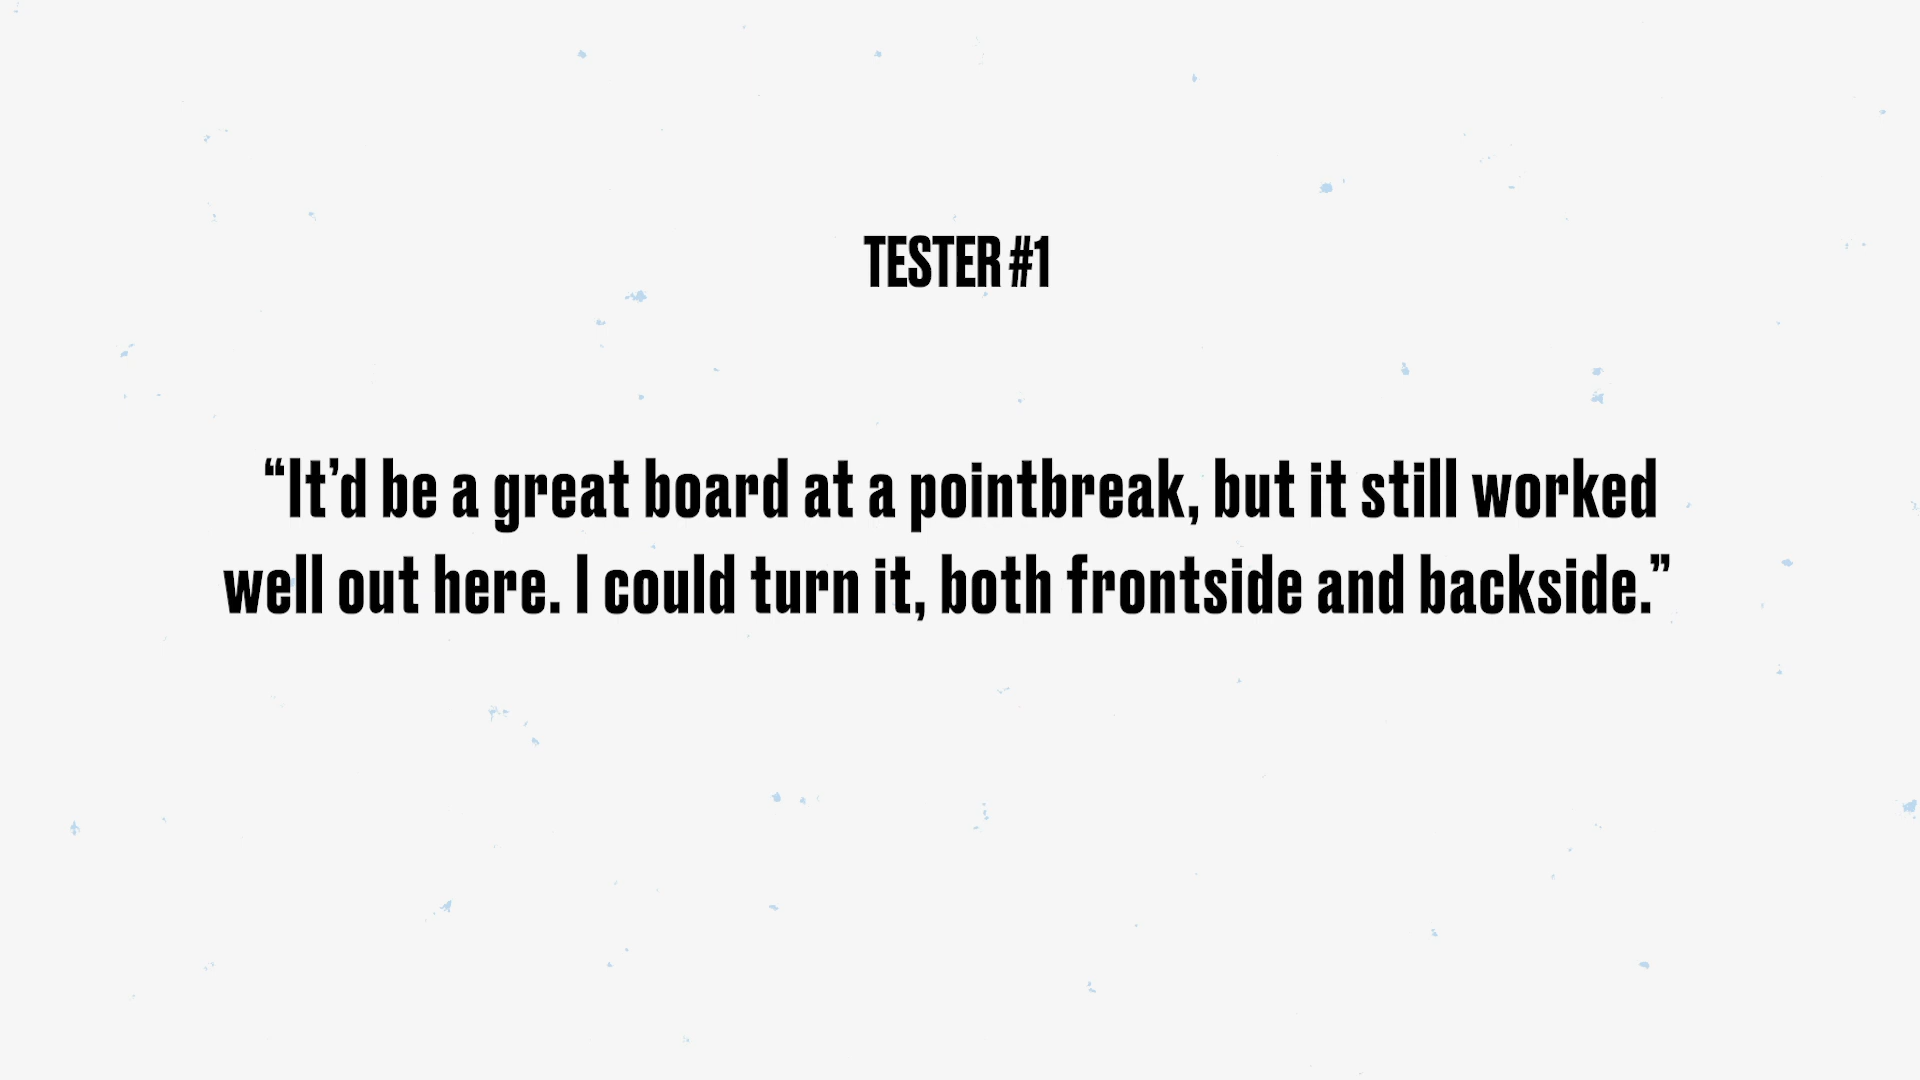 TESTER #1
“It’d be a great board at a pointbreak, but it still worked
well out here. I could turn it, both frontside and backside.”